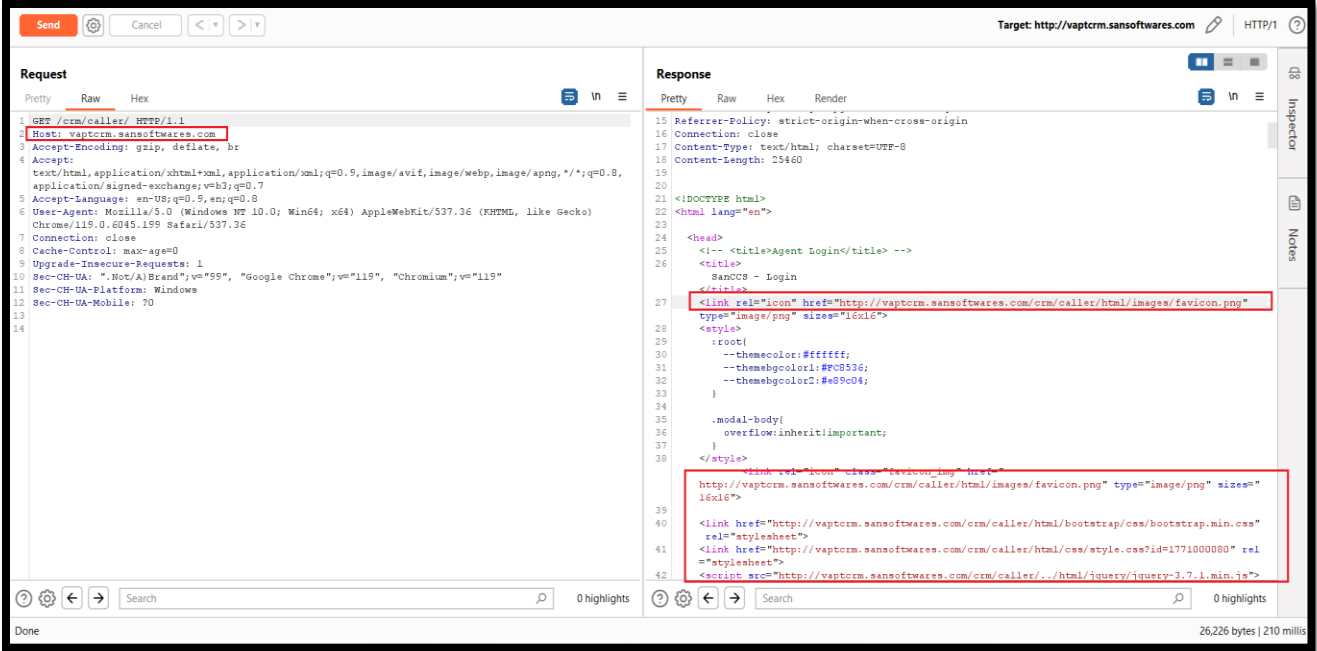 Send Cancel < > Target: http://vaptcrm.sansoftwares.com HTTP/1 ?
Request
Pretty Raw Hex \n
1 GET /crm/caller/ HTTP/1.1
2 Host: vaptcrm.sansoftwares.com
3 Accept-Encoding: gzip, deflate, br
4 Accept:
text/html,application/xhtml+xml,application/xml;q=0.9,image/avif,image/webp,image/apng,*/*;q=0.8,
application/signed-exchange;v=b3;q=0.7
5 Accept-Language: en-US;q=0.9,en;q=0.8
6 User-Agent: Mozilla/5.0 (Windows NT 10.0; Win64; x64) AppleWebKit/537.36 (KHTML, like Gecko)
Chrome/119.0.6045.199 Safari/537.36
7 Connection: close
8 Cache-Control: max-age=0
9 Upgrade-Insecure-Requests: 1
10 Sec-CH-UA: ".Not/A)Brand";v="99", "Google Chrome";v="119", "Chromium";v="119"
11 Sec-CH-UA-Platform: Windows
12 Sec-CH-UA-Mobile: ?0
13
14
? Search 0 highlights
Response
Pretty Raw Hex Render \n
15 Referrer-Policy: strict-origin-when-cross-origin
16 Connection: close
17 Content-Type: text/html; charset=UTF-8
18 Content-Length: 25460
19
20
21 <!DOCTYPE html>
22 <html lang="en">
23
24 <head>
25 <!-- <title>Agent Login</title> -->
26 <title>
SanCCS - Login
</title>
27 <link rel="icon" href="http://vaptcrm.sansoftwares.com/crm/caller/html/images/favicon.png"
type="image/png" sizes="16x16">
28 <style>
29 :root{
30 --themecolor:#ffffff;
31 --themebgcolor1:#FC8536;
32 --themebgcolor2:#e89c04;
33 }
34
35 .modal-body{
36 overflow:inherit!important;
37 }
38 </style>
<link rel="icon" class="favicon_img" href="
http://vaptcrm.sansoftwares.com/crm/caller/html/images/favicon.png" type="image/png" sizes="
16x16">
39
40 <link href="http://vaptcrm.sansoftwares.com/crm/caller/html/bootstrap/css/bootstrap.min.css"
rel="stylesheet">
41 <link href="http://vaptcrm.sansoftwares.com/crm/caller/html/css/style.css?id=1771000080" rel
="stylesheet">
42 <script src="http://vaptcrm.sansoftwares.com/crm/caller/../html/jquery/jquery-3.7.1.min.js">
? Search 0 highlights
Inspector
Notes
Done 26,226 bytes | 210 millis